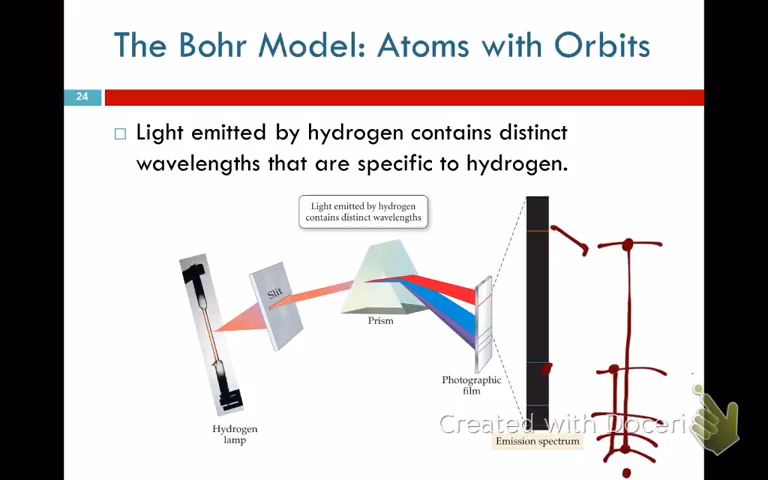 The Bohr Model: Atoms with Orbits
24
Light emitted by hydrogen contains distinct
wavelengths that are specific to hydrogen.
Light emitted by hydrogen
contains distinct wavelengths
Slit
Prism
Photographic
film
Hydrogen
lamp
Created with Doceri
Emission spectrum